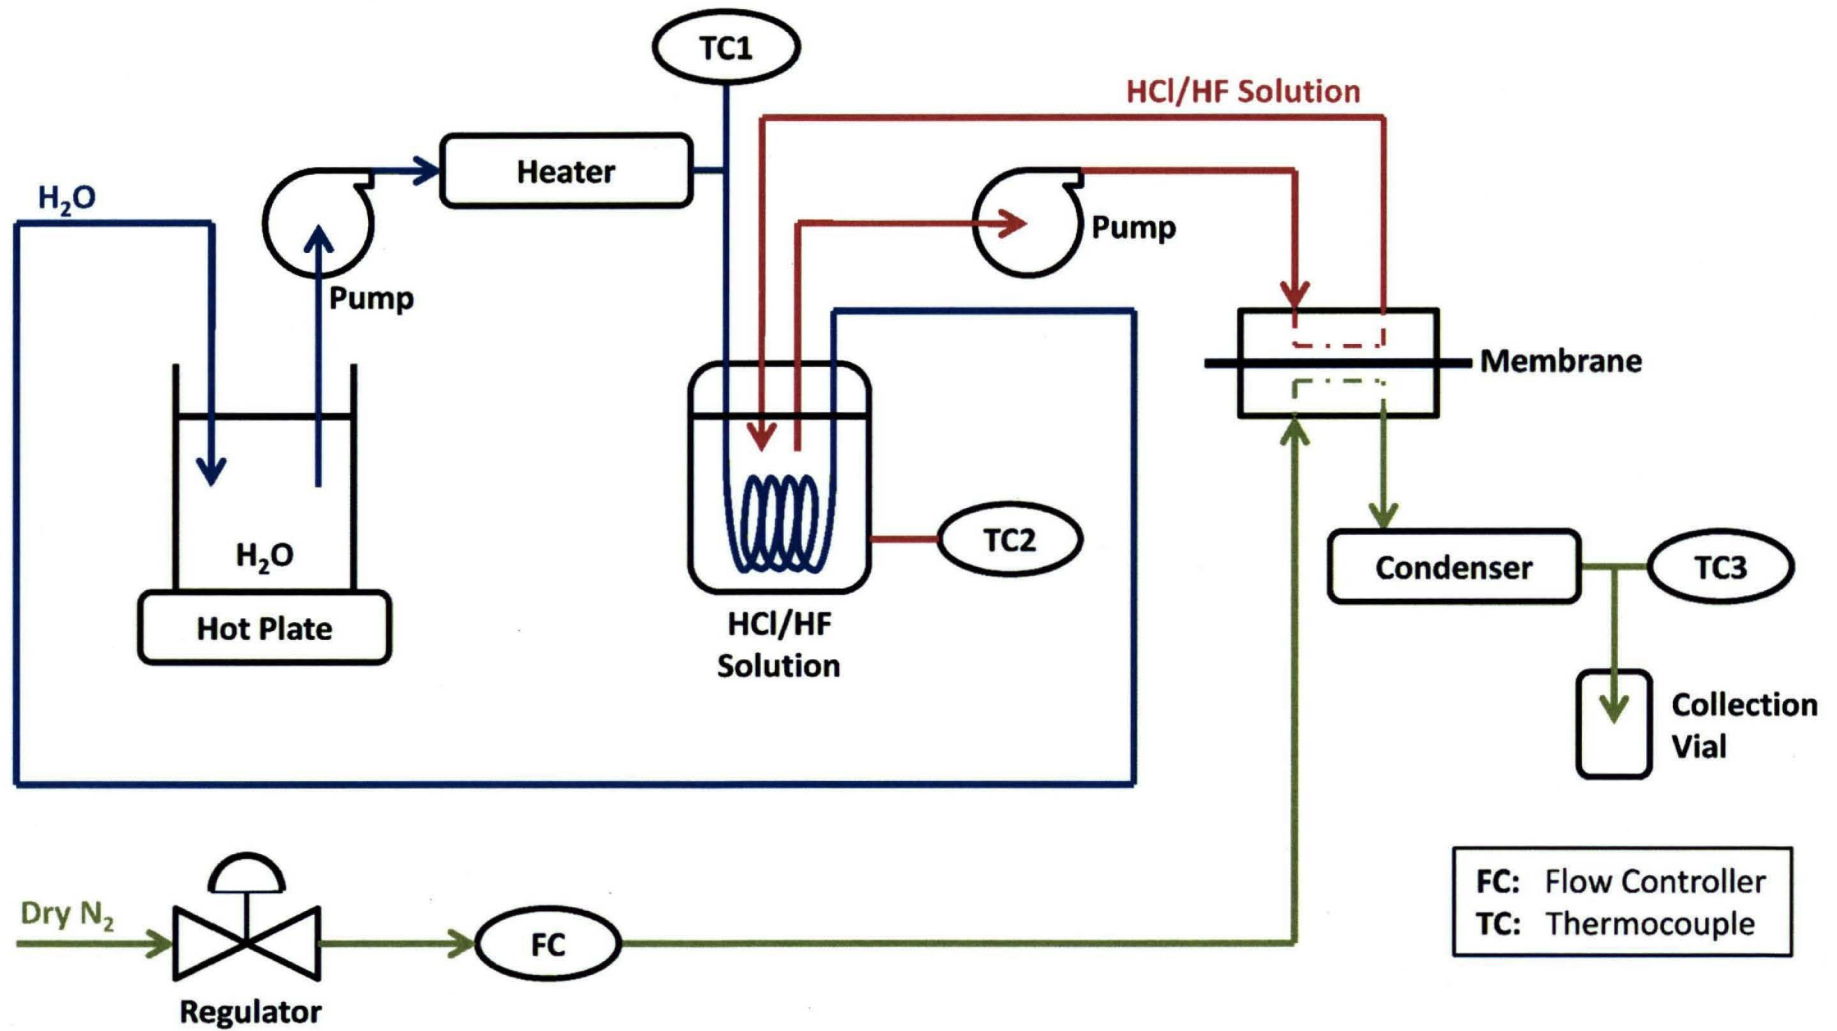 TC1
HCl/HF Solution
Heater
H₂O
Pump
Pump
Membrane
H₂O
Hot Plate
TC2
HCl/HF
Solution
Condenser
TC3
Collection
Vial
Dry N₂
FC
Regulator
FC: Flow Controller
TC: Thermocouple